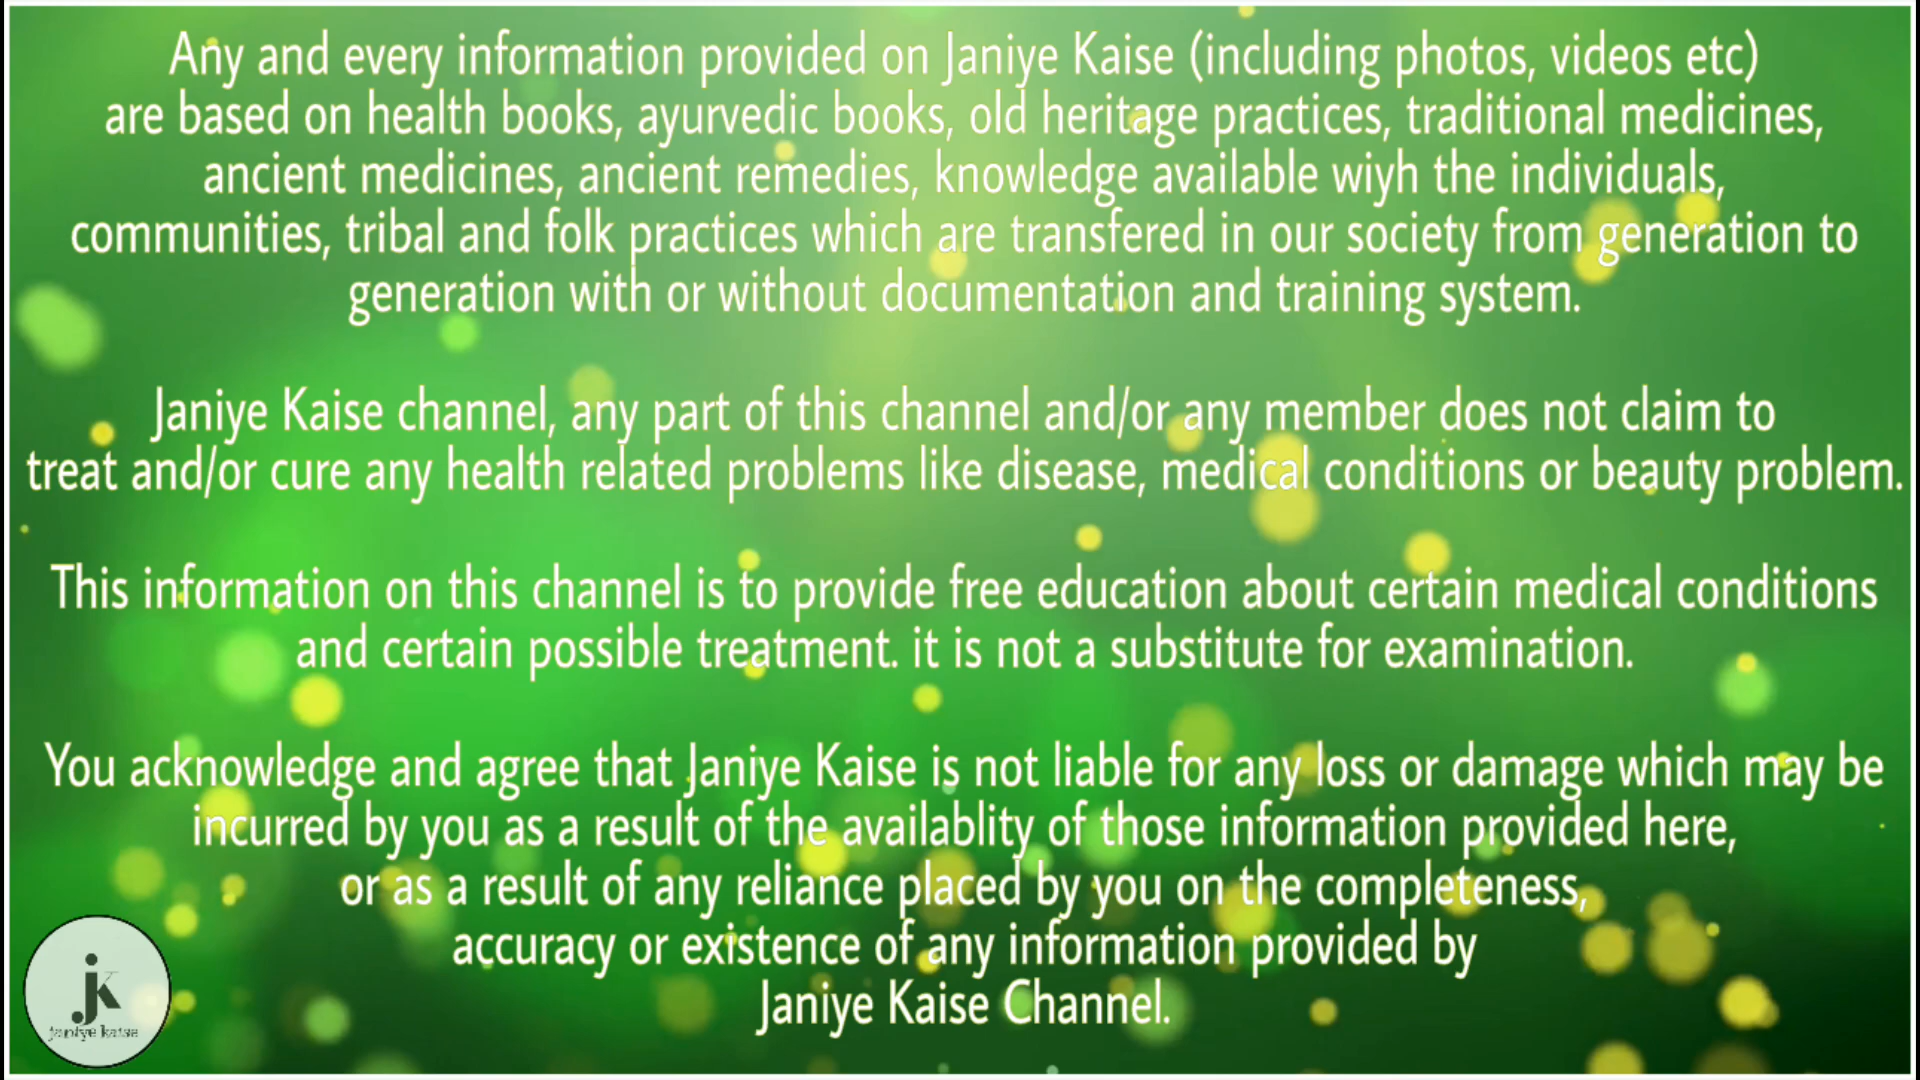 Any and every information provided on Janiye Kaise (including photos, videos etc)
are based on health books, ayurvedic books, old heritage practices, traditional medicines,
ancient medicines, ancient remedies, knowledge available wiyh the individuals,
communities, tribal and folk practices which are transfered in our society from generation to
generation with or without documentation and training system.
Janiye Kaise channel, any part of this channel and/or any member does not claim to
treat and/or cure any health related problems like disease, medical conditions or beauty problem.
This information on this channel is to provide free education about certain medical conditions
and certain possible treatment. it is not a substitute for examination.
You acknowledge and agree that Janiye Kaise is not liable for any loss or damage which may be
incurred by you as a result of the availablity of those information provided here,
or as a result of any reliance placed by you on the completeness,
accuracy or existence of any information provided by
Janiye Kaise Channel.
jk
janiye kaise